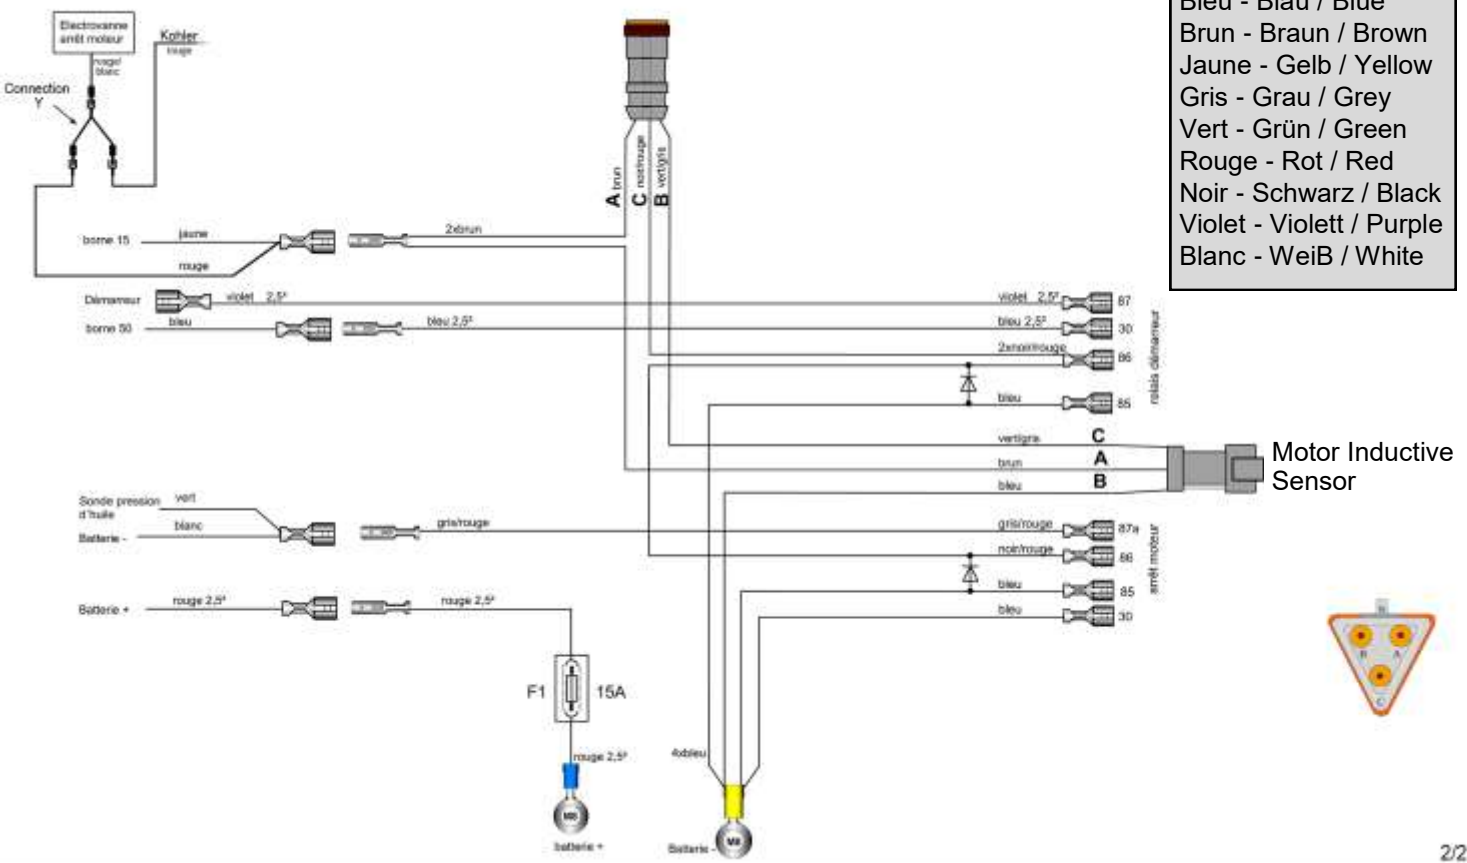 Bleu - Blau / Blue
Brun - Braun / Brown
Jaune - Gelb / Yellow
Gris - Grau / Grey
Vert - Grün / Green
Rouge - Rot / Red
Noir - Schwarz / Black
Violet - Violett / Purple
Blanc - WeiB / White
Electrovanne
arrêt moteur
rouge/
blanc
Kohler
rouge
Connection
Y
A brun
C noir/rouge
B vert/gris
borne 15
jaune
rouge
2xbrun
Démarreur
violet 2,5²
violet 2,5²
87
borne 50
bleu
bleu 2,5²
bleu 2,5²
30
2xnoir/rouge
86
bleu
85
relais démarreur
vert/gris
C
brun
A
bleu
B
Motor Inductive
Sensor
Sonde pression
d'huile
vert
Batterie -
blanc
gris/rouge
gris/rouge
87a
noir/rouge
86
bleu
85
bleu
30
arrêt moteur
Batterie +
rouge 2,5²
rouge 2,5²
F1
15A
rouge 2,5²
M8
batterie +
4xbleu
Batterie -
M8
B
A
C
2/2